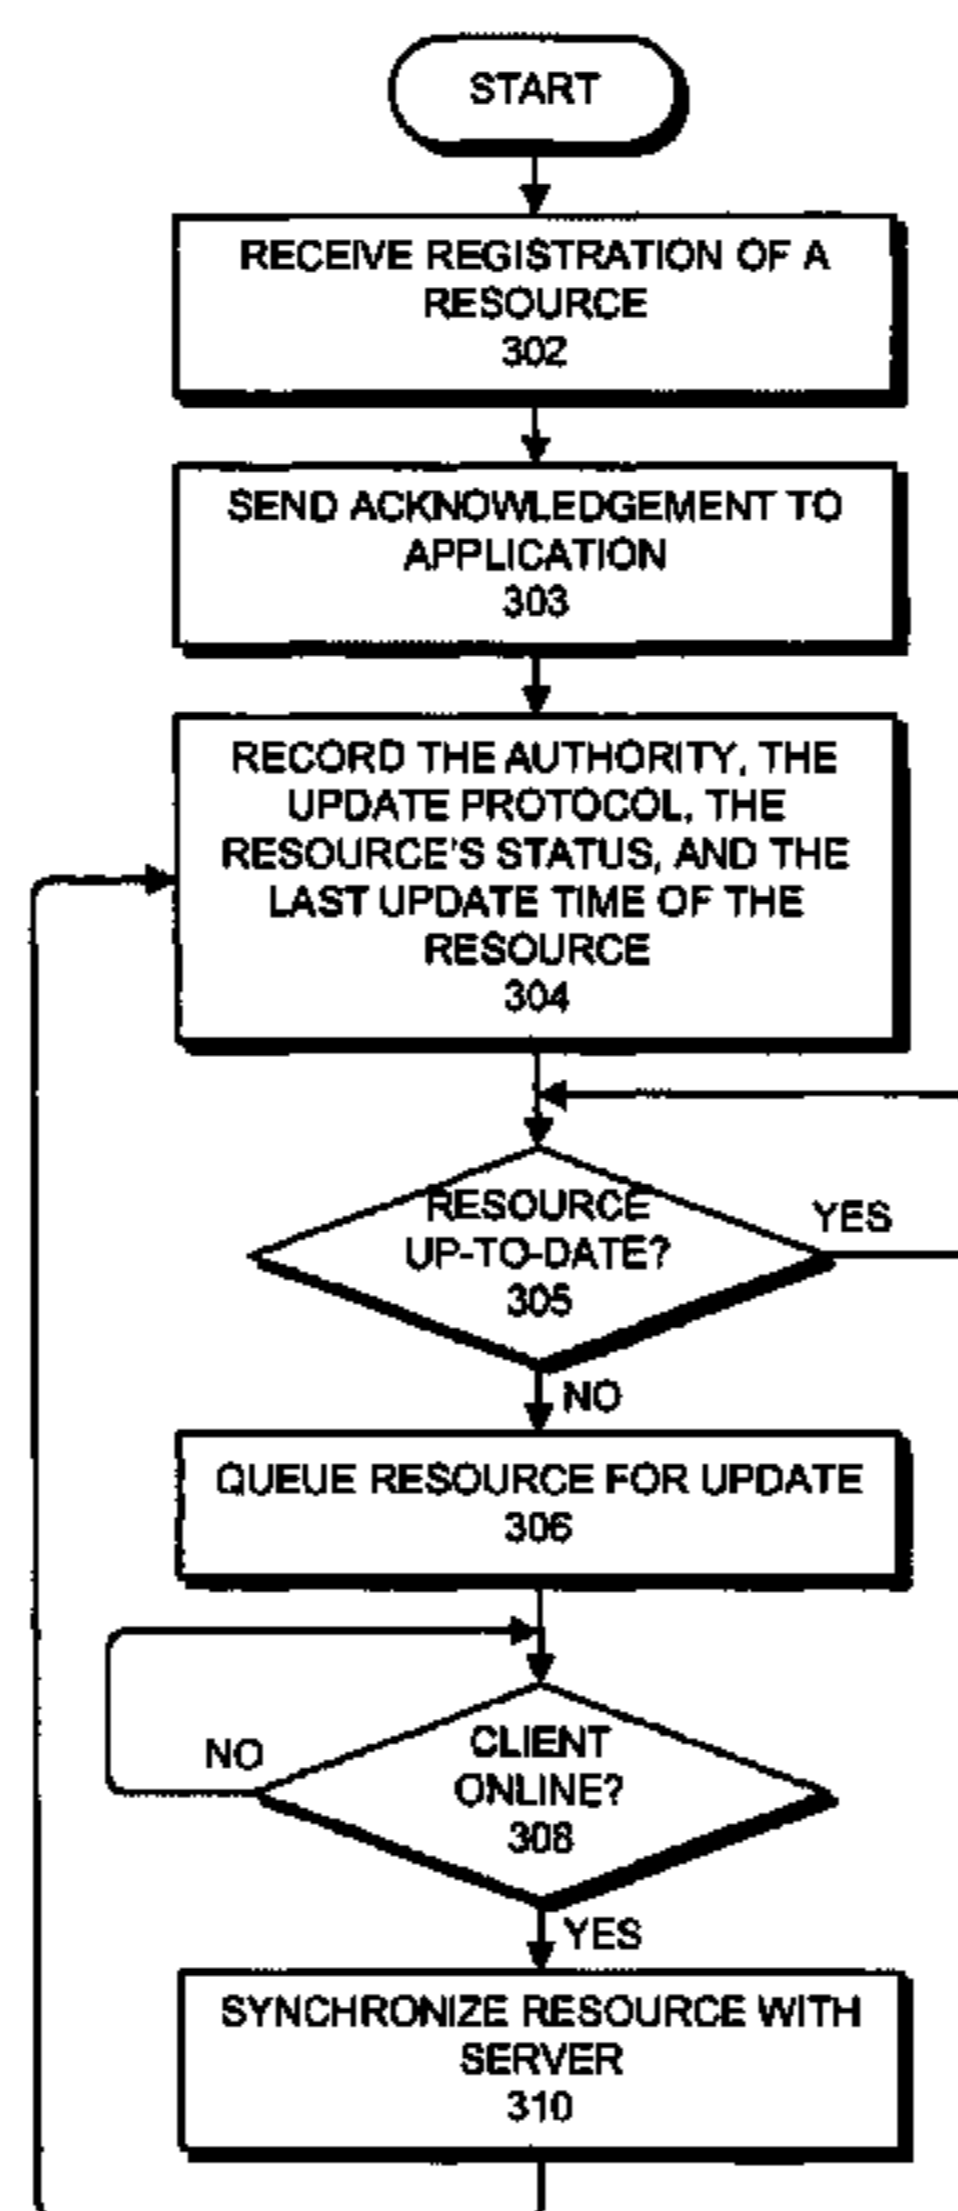 START
RECEIVE REGISTRATION OF A
RESOURCE
302
SEND ACKNOWLEDGEMENT TO
APPLICATION
303
RECORD THE AUTHORITY, THE
UPDATE PROTOCOL, THE
RESOURCE'S STATUS, AND THE
LAST UPDATE TIME OF THE
RESOURCE
304
RESOURCE
UP-TO-DATE?
305
YES
NO
QUEUE RESOURCE FOR UPDATE
306
CLIENT
ONLINE?
308
NO
YES
SYNCHRONIZE RESOURCE WITH
SERVER
310